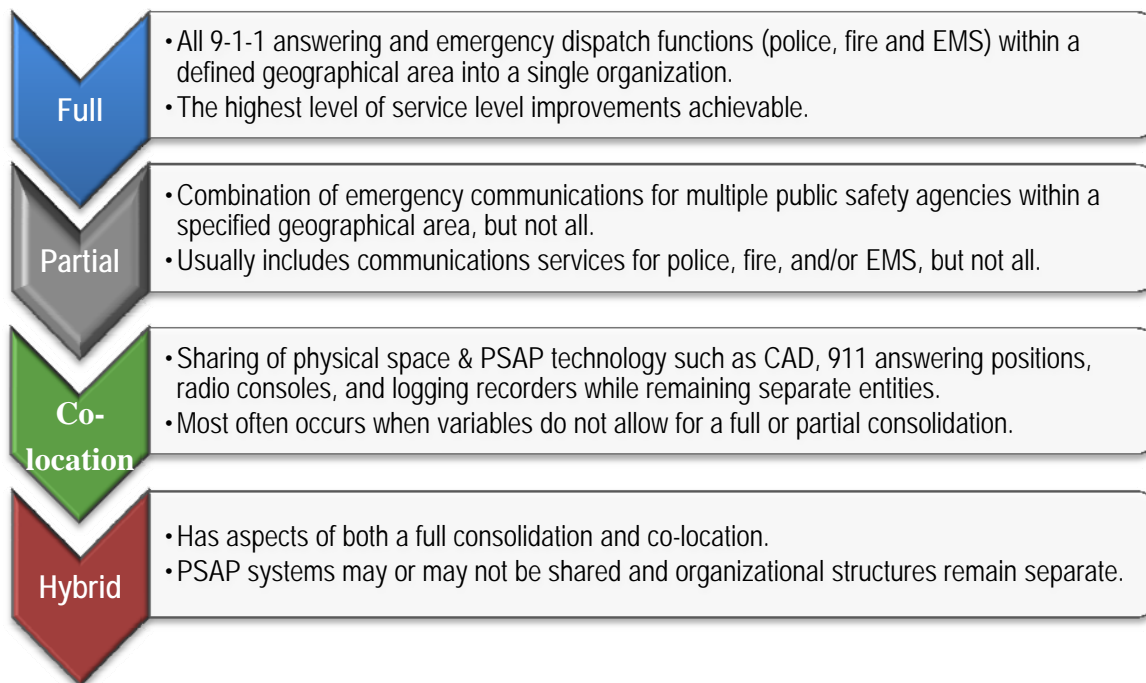 Full
•All 9-1-1 answering and emergency dispatch functions (police, fire and EMS) within a
defined geographical area into a single organization.
•The highest level of service level improvements achievable.
Partial
•Combination of emergency communications for multiple public safety agencies within a
specified geographical area, but not all.
•Usually includes communications services for police, fire, and/or EMS, but not all.
Co-
location
•Sharing of physical space & PSAP technology such as CAD, 911 answering positions,
radio consoles, and logging recorders while remaining separate entities.
•Most often occurs when variables do not allow for a full or partial consolidation.
Hybrid
•Has aspects of both a full consolidation and co-location.
•PSAP systems may or may not be shared and organizational structures remain separate.